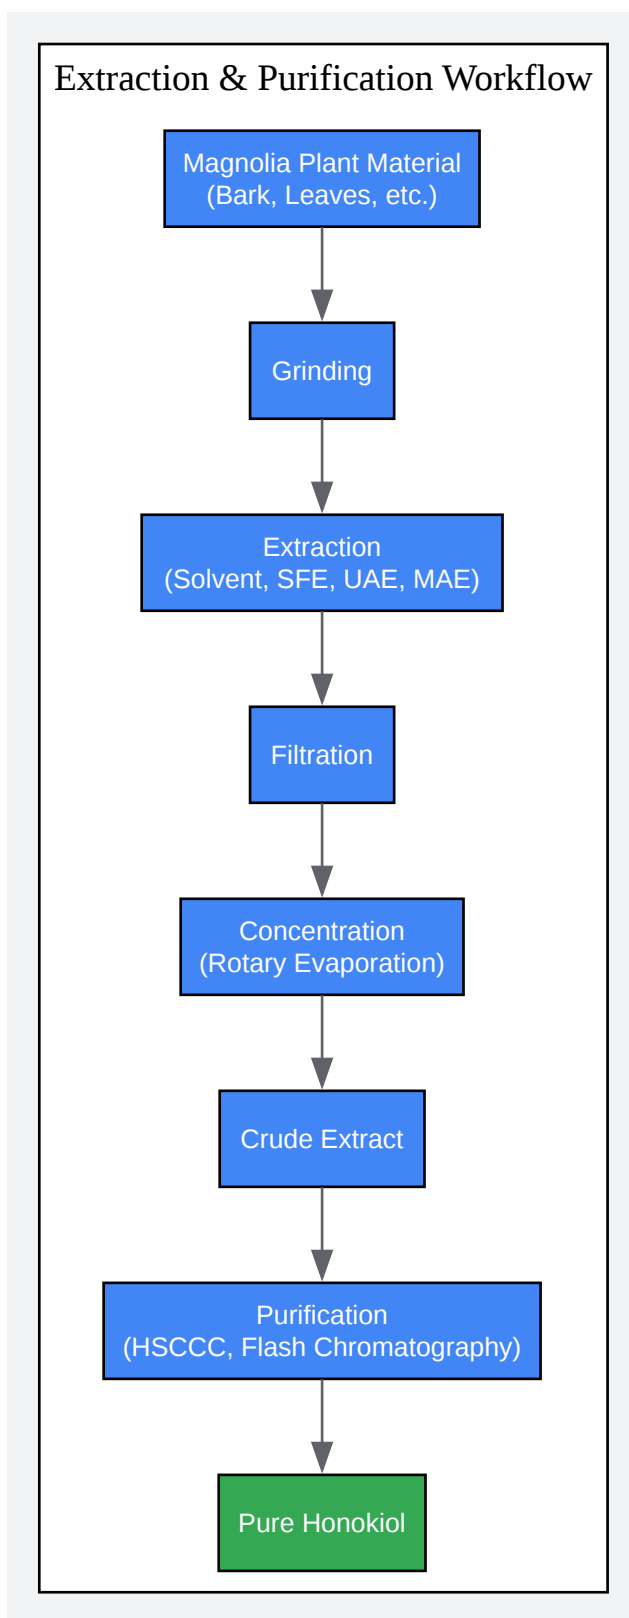 Extraction & Purification Workflow
Magnolia Plant Material
(Bark, Leaves, etc.)
Grinding
Extraction
(Solvent, SFE, UAE, MAE)
Filtration
Concentration
(Rotary Evaporation)
Crude Extract
Purification
(HSCCC, Flash Chromatography)
Pure Honokiol